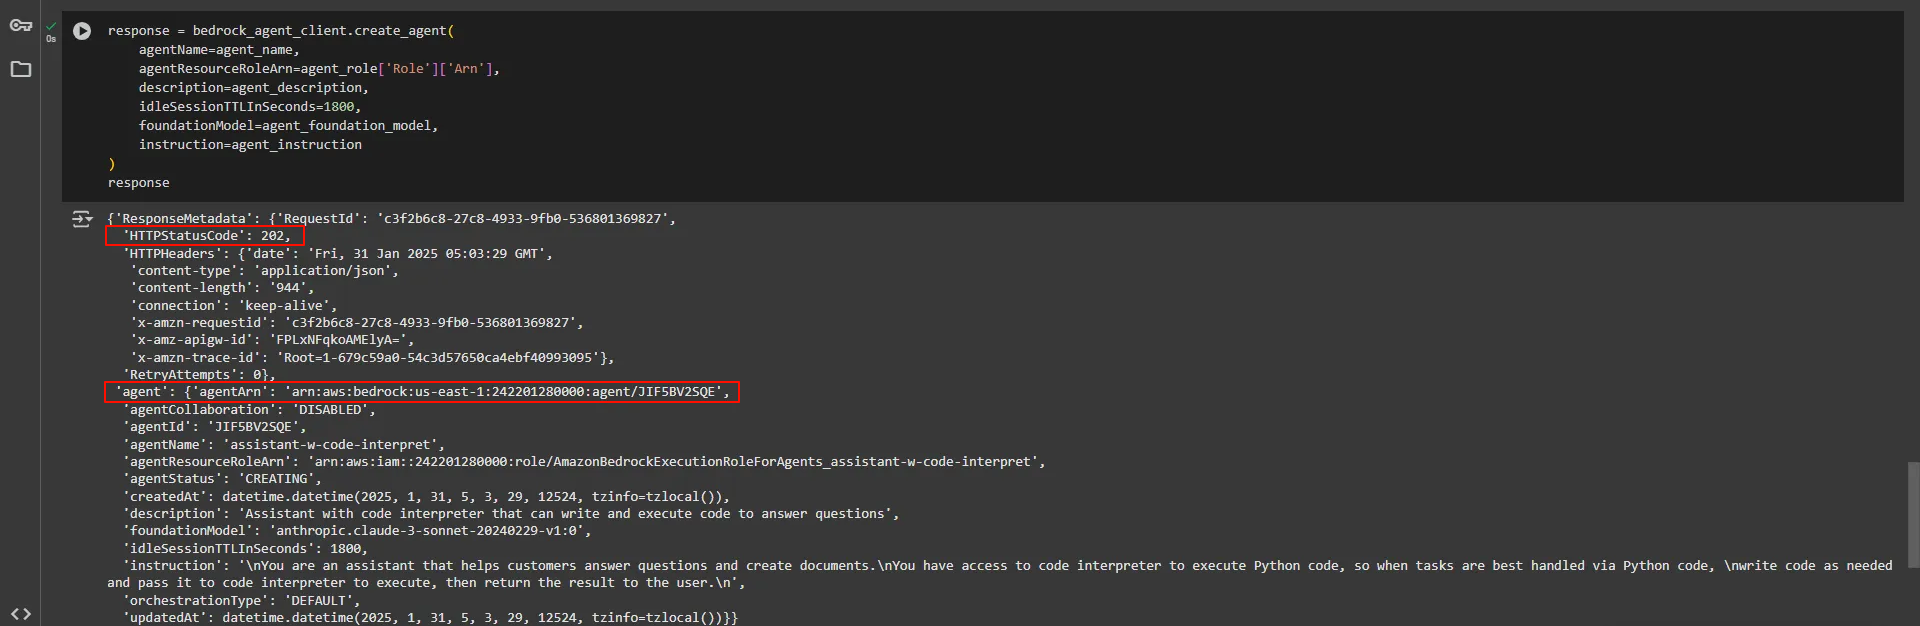 0s
response = bedrock_agent_client.create_agent(
    agentName=agent_name,
    agentResourceRoleArn=agent_role['Role']['Arn'],
    description=agent_description,
    idleSessionTTLInSeconds=1800,
    foundationModel=agent_foundation_model,
    instruction=agent_instruction
)
response
{'ResponseMetadata': {'RequestId': 'c3f2b6c8-27c8-4933-9fb0-536801369827',
  'HTTPStatusCode': 202,
  'HTTPHeaders': {'date': 'Fri, 31 Jan 2025 05:03:29 GMT',
   'content-type': 'application/json',
   'content-length': '944',
   'connection': 'keep-alive',
   'x-amzn-requestid': 'c3f2b6c8-27c8-4933-9fb0-536801369827',
   'x-amz-apigw-id': 'FPLxNFqkoAMElyA=',
   'x-amzn-trace-id': 'Root=1-679c59a0-54c3d57650ca4ebf40993095'},
  'RetryAttempts': 0},
 'agent': {'agentArn': 'arn:aws:bedrock:us-east-1:242201280000:agent/JIF5BV2SQE',
  'agentCollaboration': 'DISABLED',
  'agentId': 'JIF5BV2SQE',
  'agentName': 'assistant-w-code-interpret',
  'agentResourceRoleArn': 'arn:aws:iam::242201280000:role/AmazonBedrockExecutionRoleForAgents_assistant-w-code-interpret',
  'agentStatus': 'CREATING',
  'createdAt': datetime.datetime(2025, 1, 31, 5, 3, 29, 12524, tzinfo=tzlocal()),
  'description': 'Assistant with code interpreter that can write and execute code to answer questions',
  'foundationModel': 'anthropic.claude-3-sonnet-20240229-v1:0',
  'idleSessionTTLInSeconds': 1800,
  'instruction': '\nYou are an assistant that helps customers answer questions and create documents.\nYou have access to code interpreter to execute Python code, so when tasks are best handled via Python code, \nwrite code as needed
and pass it to code interpreter to execute, then return the result to the user.\n',
  'orchestrationType': 'DEFAULT',
  'updatedAt': datetime.datetime(2025, 1, 31, 5, 3, 29, 12524, tzinfo=tzlocal())}}